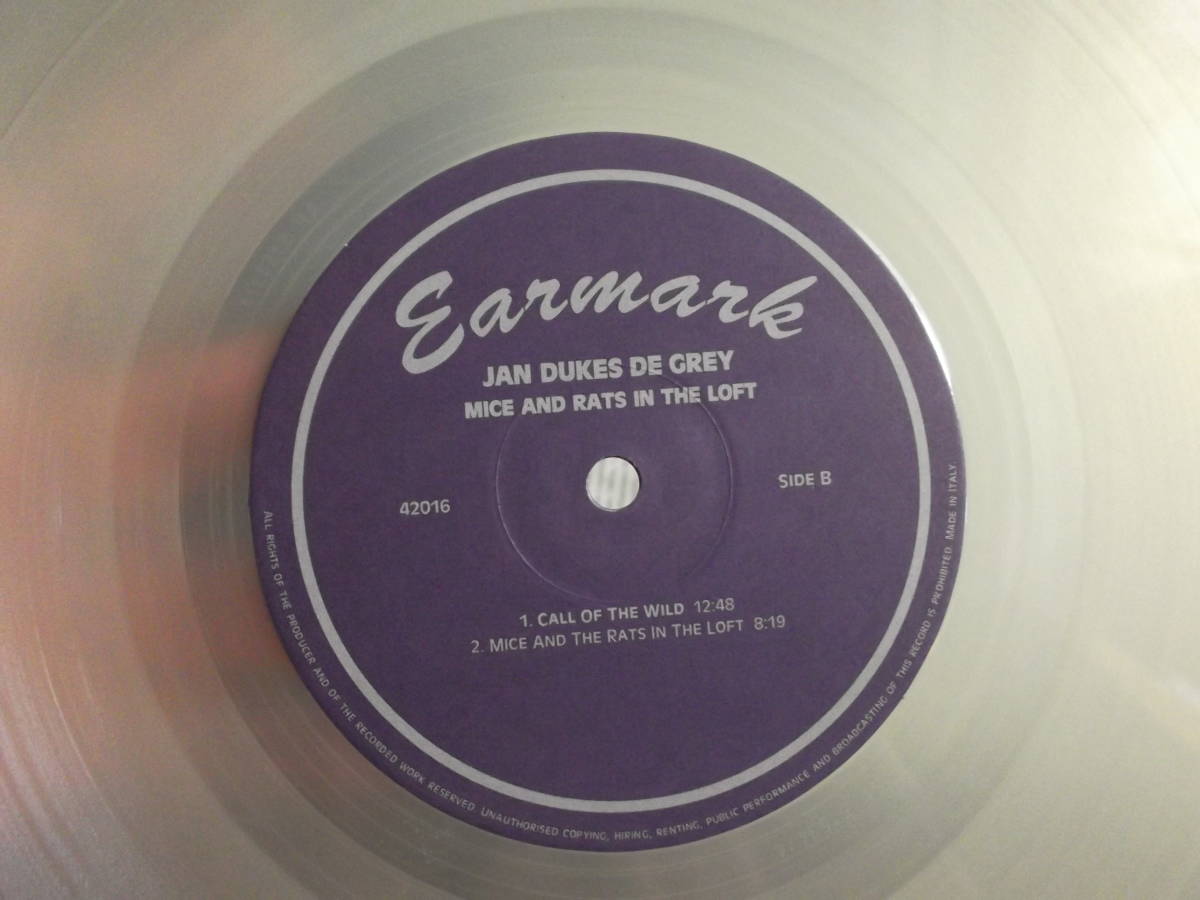 Earmark
JAN DUKES DE GREY
MICE AND RATS IN THE LOFT
42016
SIDE B
1. CALL OF THE WILD 12:48
2. MICE AND THE RATS IN THE LOFT 8:19
ALL RIGHTS OF THE PRODUCER AND OF THE RECORDED WORK RESERVED. UNAUTHORISED COPYING, HIRING, RENTING, PUBLIC PERFORMANCE AND BROADCASTING OF THIS RECORD IS PROHIBITED. MADE IN ITALY.